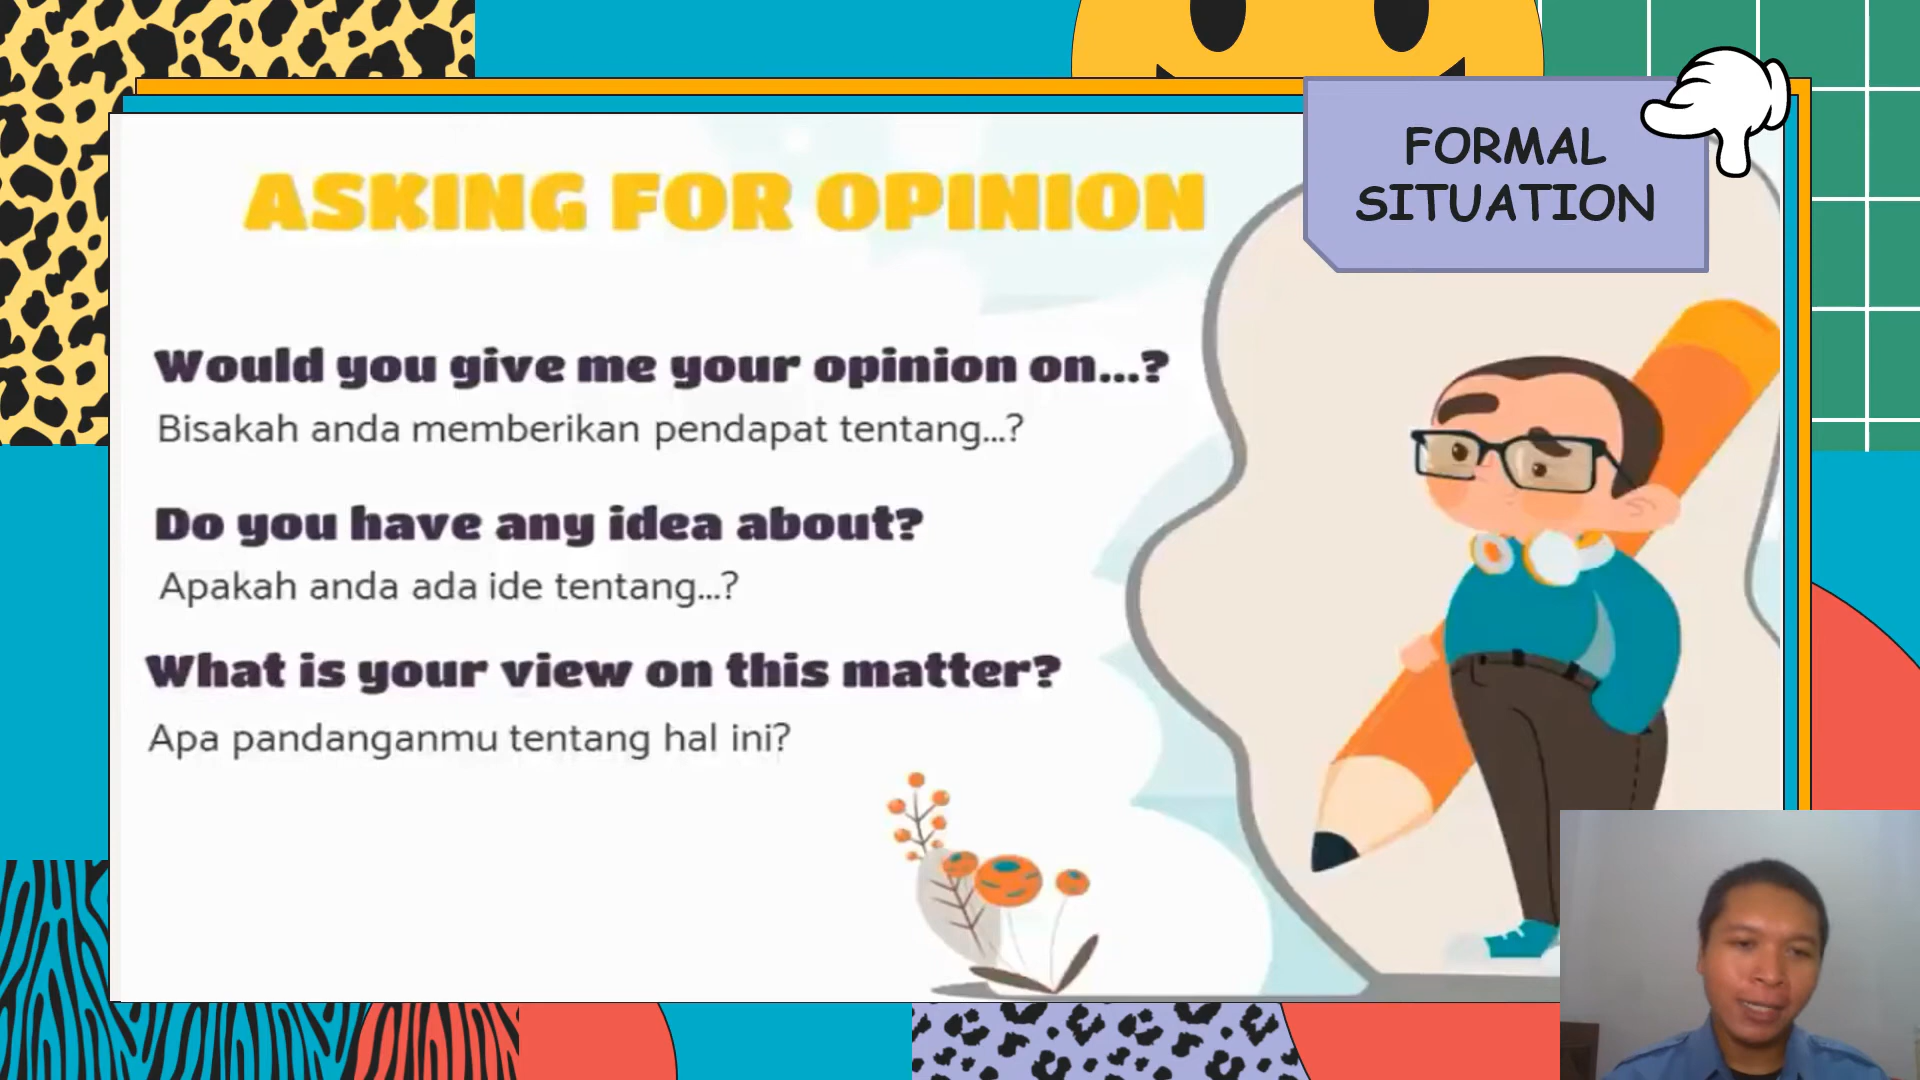 FORMAL
SITUATION
ASKING FOR OPINION
Would you give me your opinion on...?
Bisakah anda memberikan pendapat tentang...?
Do you have any idea about?
Apakah anda ada ide tentang...?
What is your view on this matter?
Apa pandanganmu tentang hal ini?